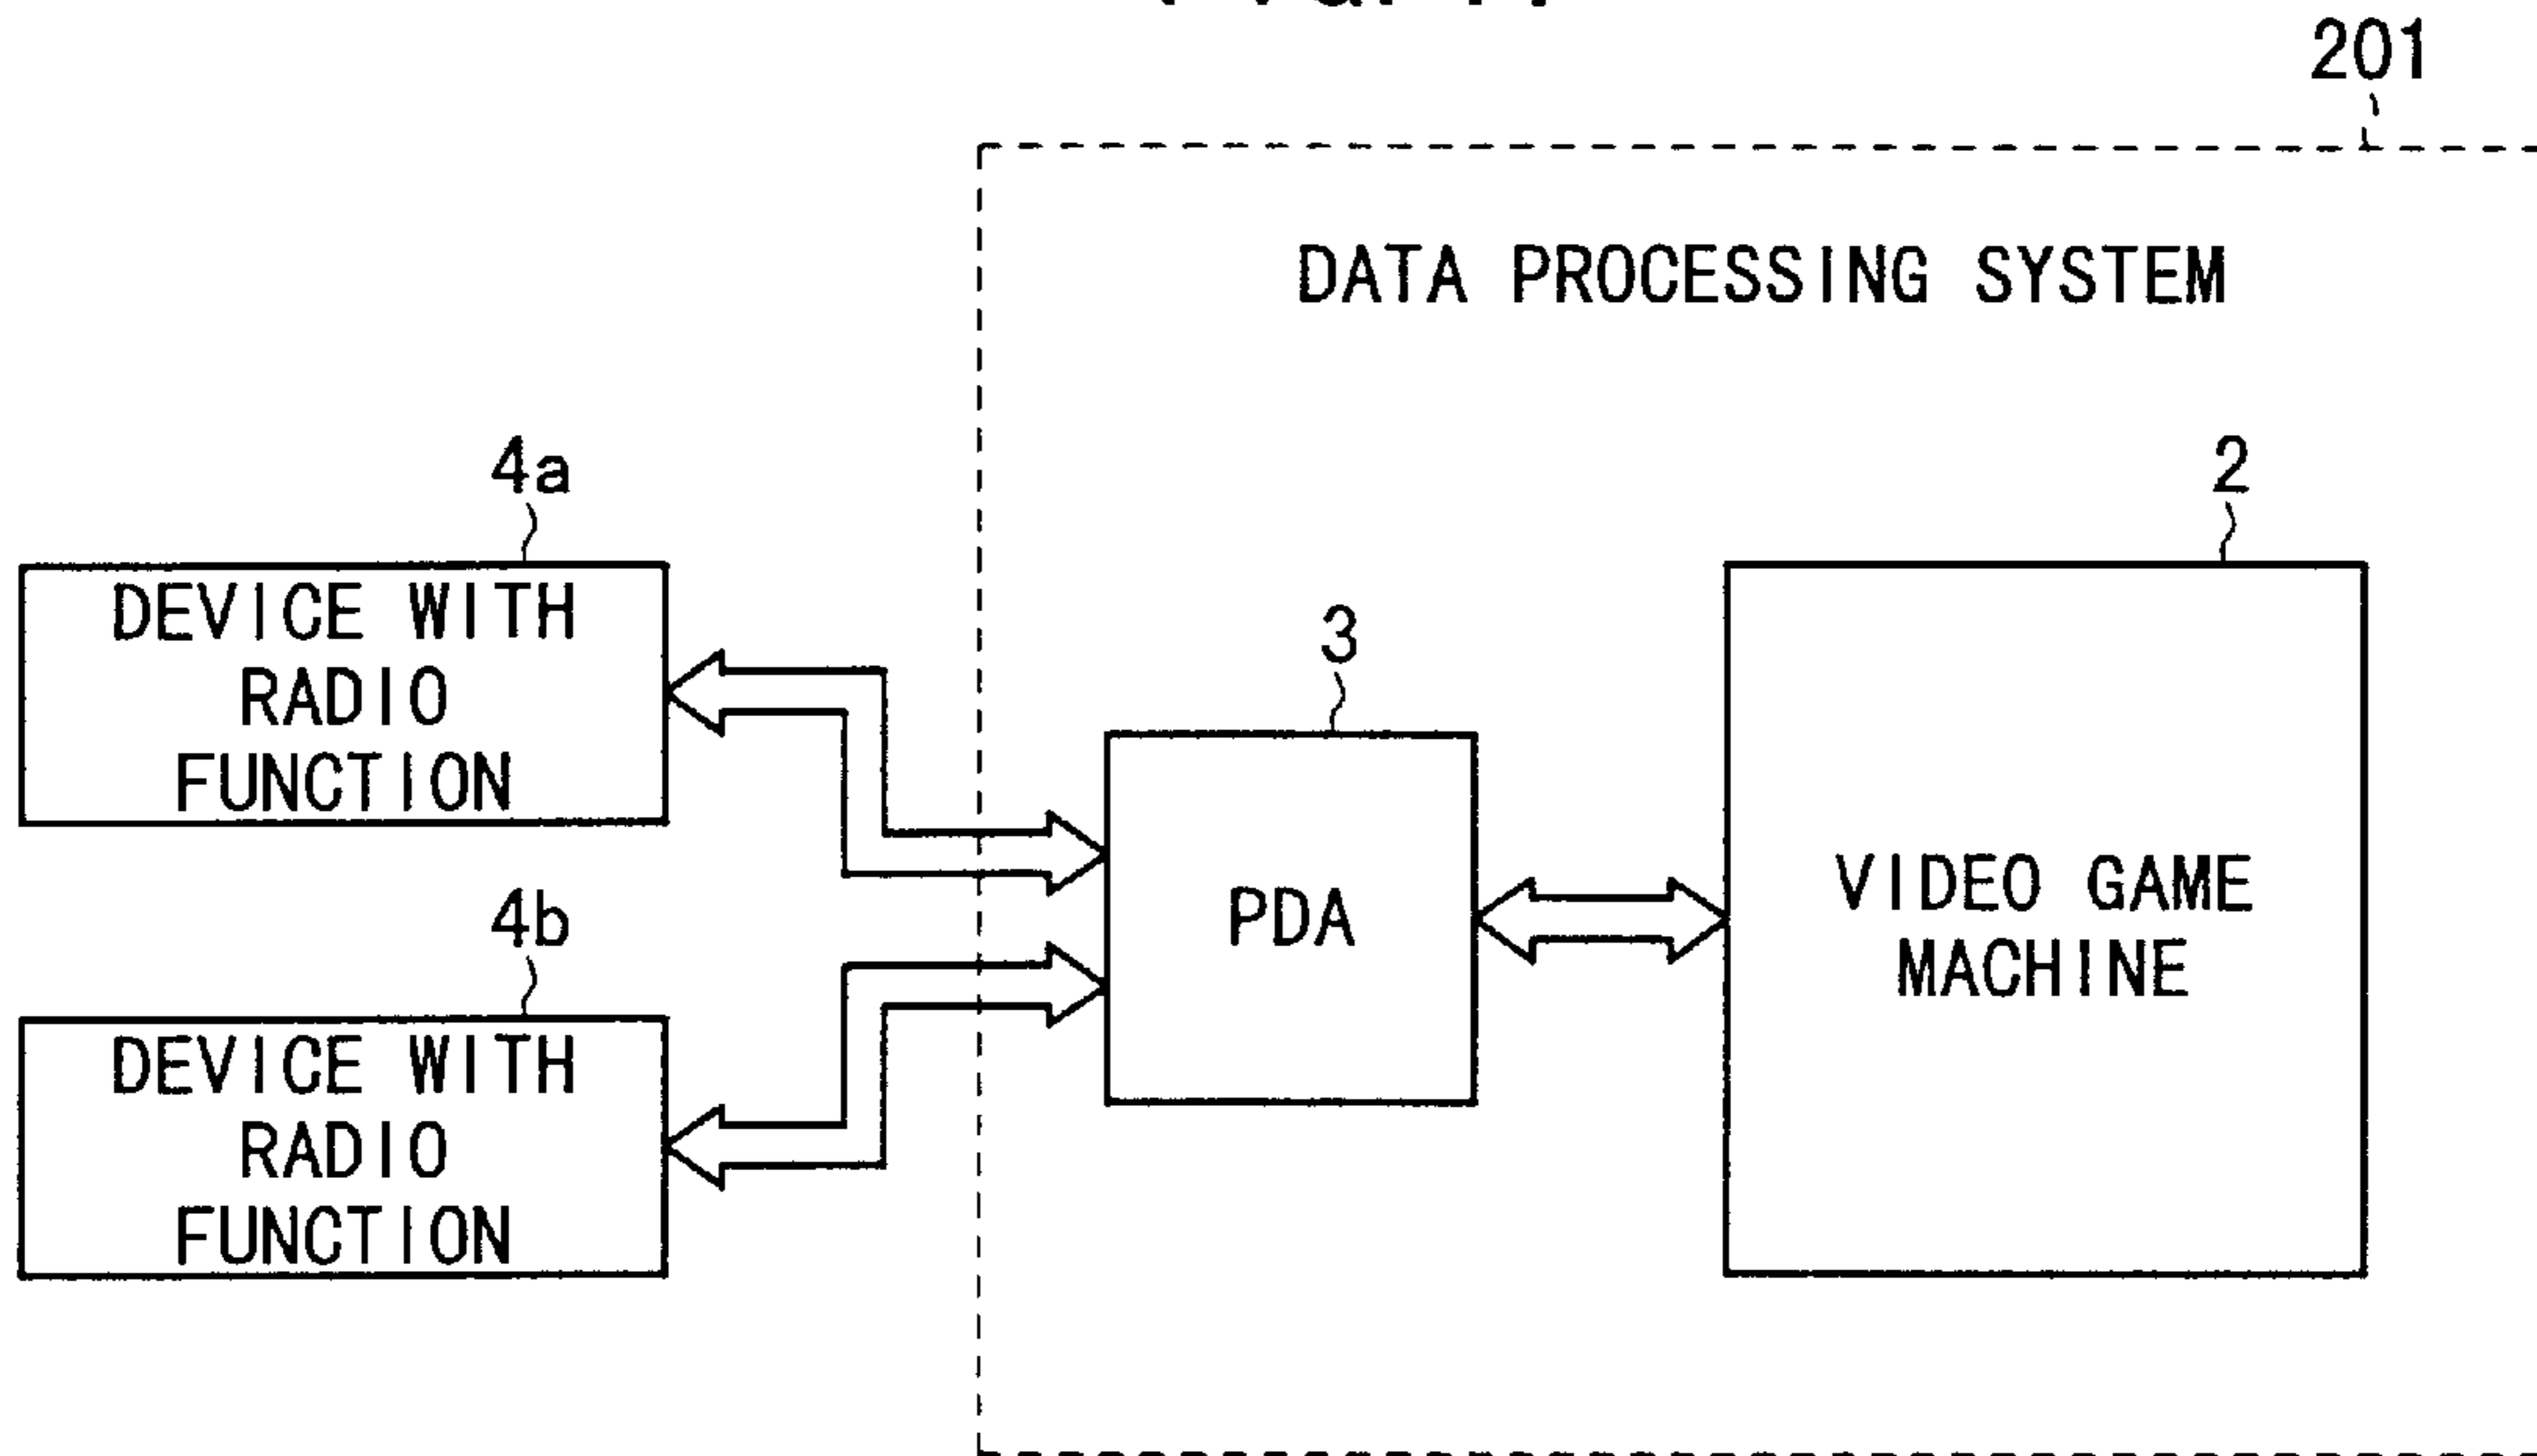 201
DATA PROCESSING SYSTEM
4a
DEVICE WITH
RADIO
FUNCTION
4b
DEVICE WITH
RADIO
FUNCTION
3
PDA
2
VIDEO GAME
MACHINE